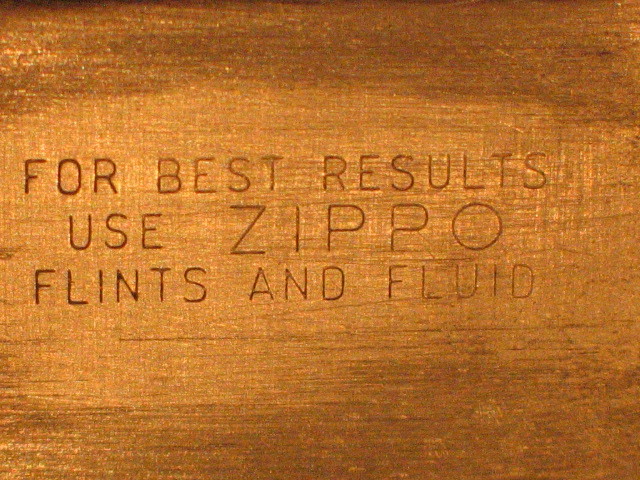 FOR BEST RESULTS
USE ZIPPO
FLINTS AND FLUID